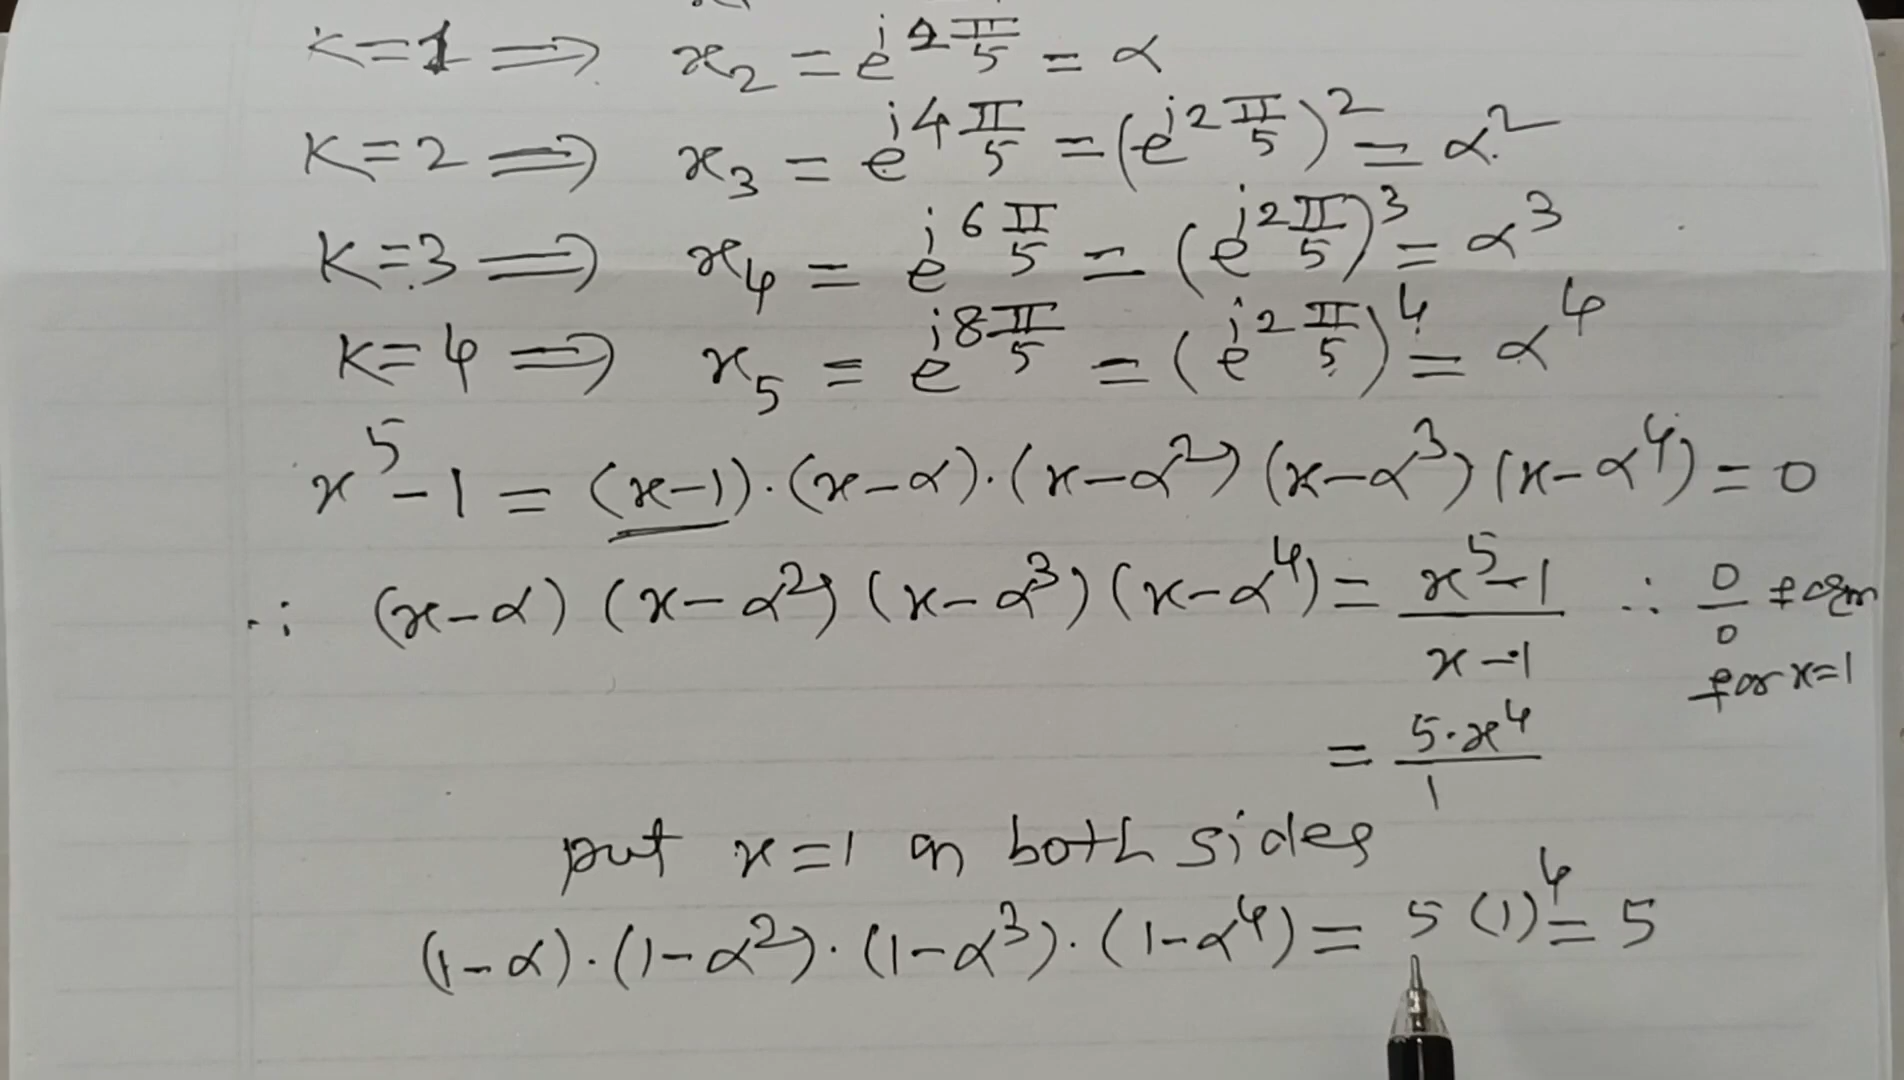 K=1 ⟹ x₂ = e^{i2π/5} = α
K=2 ⟹ x₃ = e^{i4π/5} = (e^{i2π/5})² = α²
K=3 ⟹ x₄ = e^{i6π/5} = (e^{i2π/5})³ = α³
K=4 ⟹ x₅ = e^{i8π/5} = (e^{i2π/5})⁴ = α⁴
x⁵-1 = (x-1)·(x-α)·(x-α²)(x-α³)(x-α⁴) = 0
∴ (x-α)(x-α²)(x-α³)(x-α⁴) = (x⁵-1)/(x-1) ∴ 0/0 form
for x=1
= 5·x⁴/1
put x=1 on both sides
(1-α)·(1-α²)·(1-α³)·(1-α⁴) = 5(1)⁴ = 5